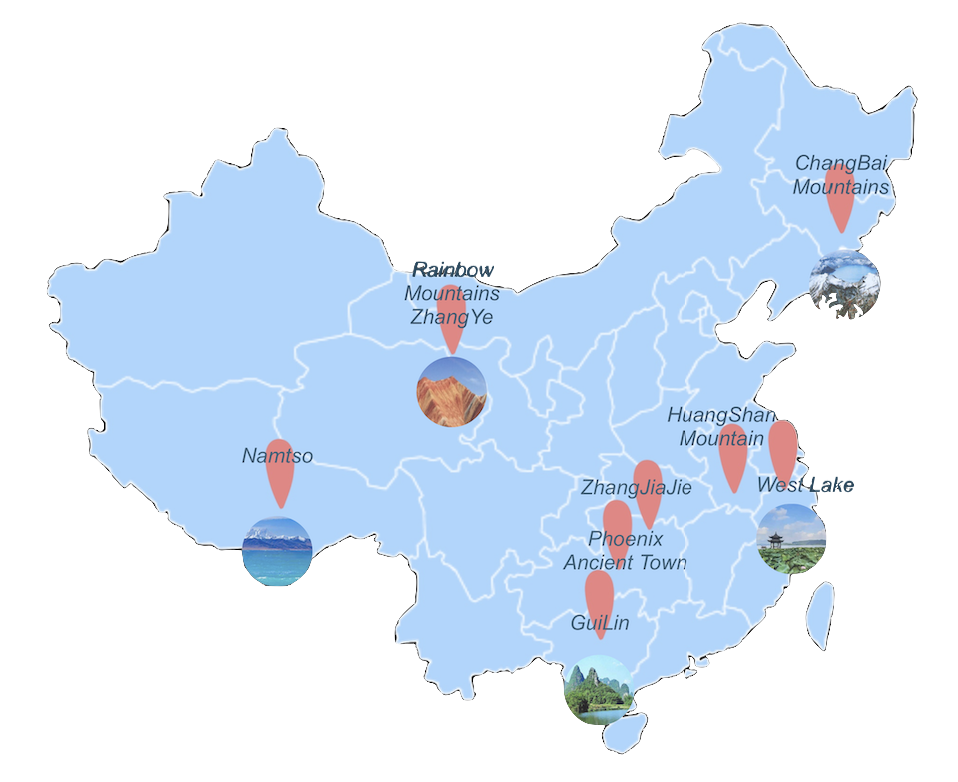 ChangBai
Mountains
Rainbow
Mountains
ZhangYe
HuangShan
Mountain
Namtso
ZhangJiaJie
West Lake
Phoenix
Ancient Town
GuiLin